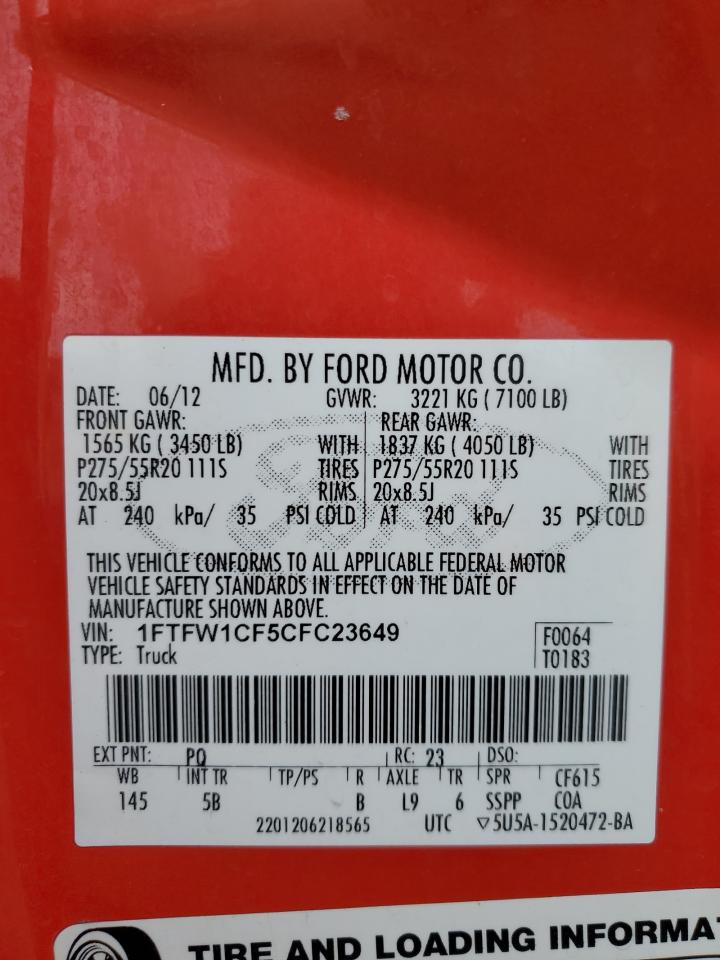 MFD. BY FORD MOTOR CO.
DATE: 06/12 GVWR: 3221 KG ( 7100 LB)
FRONT GAWR: REAR GAWR:
1565 KG ( 3450 LB) WITH 1837 KG ( 4050 LB) WITH
P275/55R20 111S TIRES P275/55R20 111S TIRES
20x8.5J RIMS 20x8.5J RIMS
AT 240 kPa/ 35 PSI COLD AT 240 kPa/ 35 PSI COLD
THIS VEHICLE CONFORMS TO ALL APPLICABLE FEDERAL MOTOR
VEHICLE SAFETY STANDARDS IN EFFECT ON THE DATE OF
MANUFACTURE SHOWN ABOVE.
VIN: 1FTFW1CF5CFC23649 F0064
TYPE: Truck T0183
EXT PNT: PQ RC: 23 DSO:
WB INT TR TP/PS R AXLE TR SPR CF615
145 5B B L9 6 SSPP COA
2201206218565 UTC ▽5U5A-1520472-BA
TIRE AND LOADING INFORMA